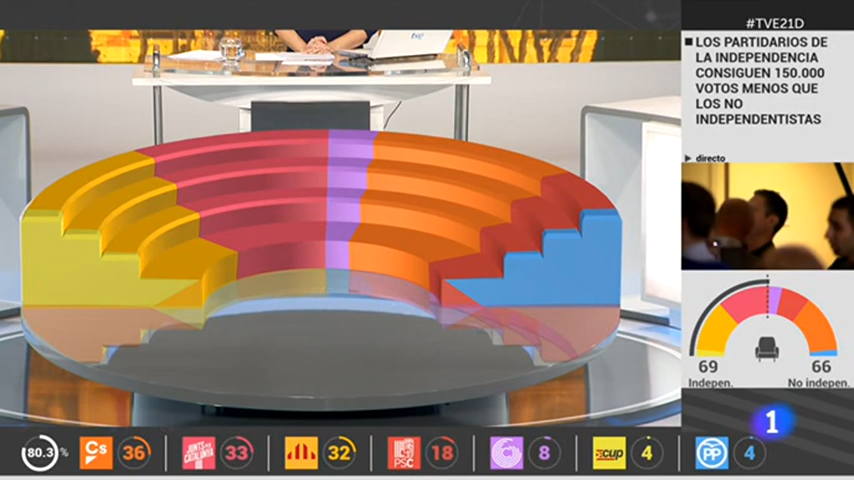 #TVE21D
LOS PARTIDARIOS DE
LA INDEPENDENCIA
CONSIGUEN 150.000
VOTOS MENOS QUE
LOS NO
INDEPENDENTISTAS
directo
69
66
Indepen.
No indepen.
1
80.3%
Cs
36
JUNTS PER
CATALUNYA
33
32
PSC
18
8
cup
4
PP
4